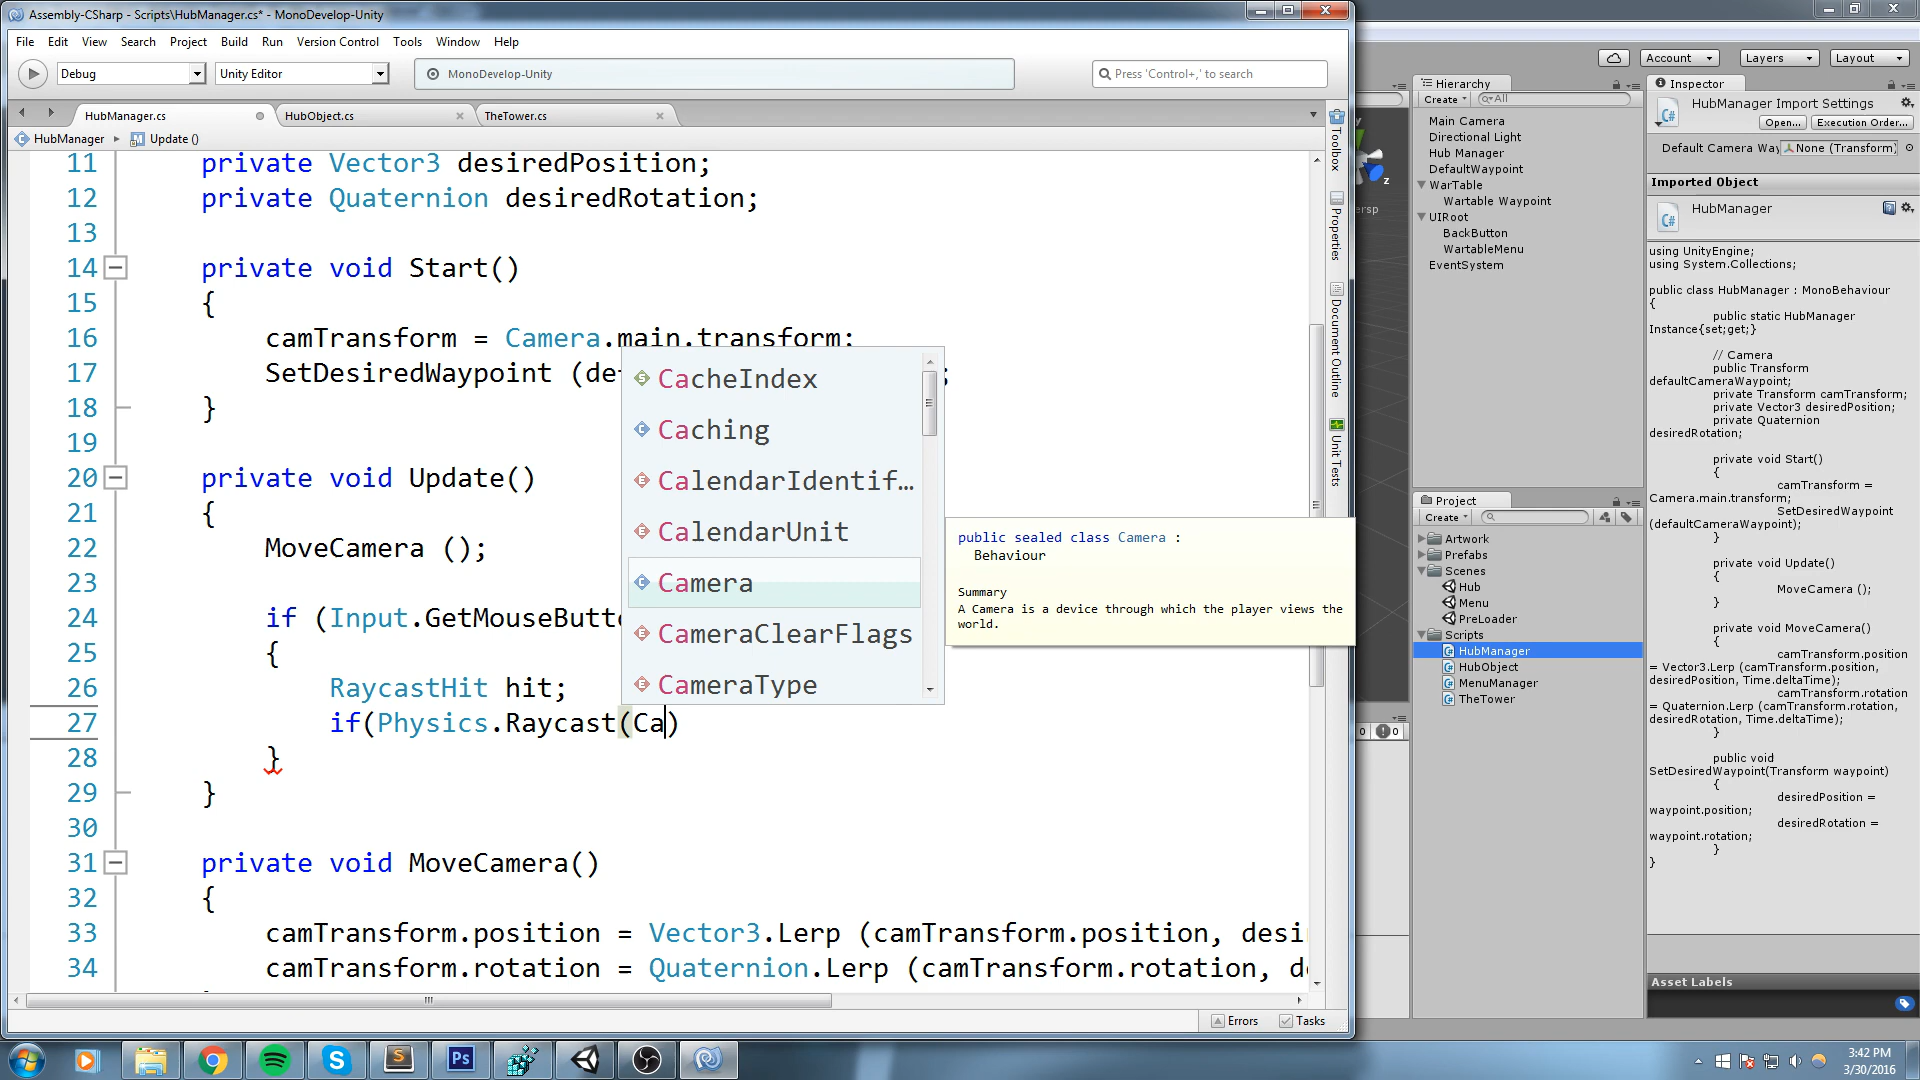 Assembly-CSharp - Scripts\HubManager.cs* - MonoDevelop-Unity
File Edit View Search Project Build Run Version Control Tools Window Help
Debug
Unity Editor
MonoDevelop-Unity
Press 'Control+,' to search
HubManager.cs
HubObject.cs
TheTower.cs
HubManager
Update ()
11 private Vector3 desiredPosition;
12 private Quaternion desiredRotation;
13
14 private void Start()
15 {
16 camTransform = Camera.main.transform;
17 SetDesiredWaypoint (de
18 }
19
20 private void Update()
21 {
22 MoveCamera ();
23
24 if (Input.GetMouseButto
25 {
26 RaycastHit hit;
27 if(Physics.Raycast(Ca)
28 }
29 }
30
31 private void MoveCamera()
32 {
33 camTransform.position = Vector3.Lerp (camTransform.position, desi
34 camTransform.rotation = Quaternion.Lerp (camTransform.rotation, de
CacheIndex
Caching
CalendarIdentif...
CalendarUnit
Camera
CameraClearFlags
CameraType
public sealed class Camera :
Behaviour
Summary
A Camera is a device through which the player views the
world.
Toolbox
Properties
Document Outline
Unit Tests
Errors
Tasks
Account
Layers
Layout
y
z
ersp
Hierarchy
Create
All
Main Camera
Directional Light
Hub Manager
DefaultWaypoint
WarTable
Wartable Waypoint
UIRoot
BackButton
WartableMenu
EventSystem
Project
Create
Artwork
Prefabs
Scenes
Hub
Menu
PreLoader
Scripts
HubManager
HubObject
MenuManager
TheTower
0
0
Inspector
HubManager Import Settings
Open...
Execution Order...
Default Camera Way
None (Transform)
Imported Object
HubManager
using UnityEngine;
using System.Collections;
public class HubManager : MonoBehaviour
{
public static HubManager
Instance{set;get;}
// Camera
public Transform
defaultCameraWaypoint;
private Transform camTransform;
private Vector3 desiredPosition;
private Quaternion
desiredRotation;
private void Start()
{
camTransform =
Camera.main.transform;
SetDesiredWaypoint
(defaultCameraWaypoint);
}
private void Update()
{
MoveCamera ();
}
private void MoveCamera()
{
camTransform.position
= Vector3.Lerp (camTransform.position,
desiredPosition, Time.deltaTime);
camTransform.rotation
= Quaternion.Lerp (camTransform.rotation,
desiredRotation, Time.deltaTime);
}
public void
SetDesiredWaypoint(Transform waypoint)
{
desiredPosition =
waypoint.position;
desiredRotation =
waypoint.rotation;
}
}
Asset Labels
Ps
3:42 PM
3/30/2016